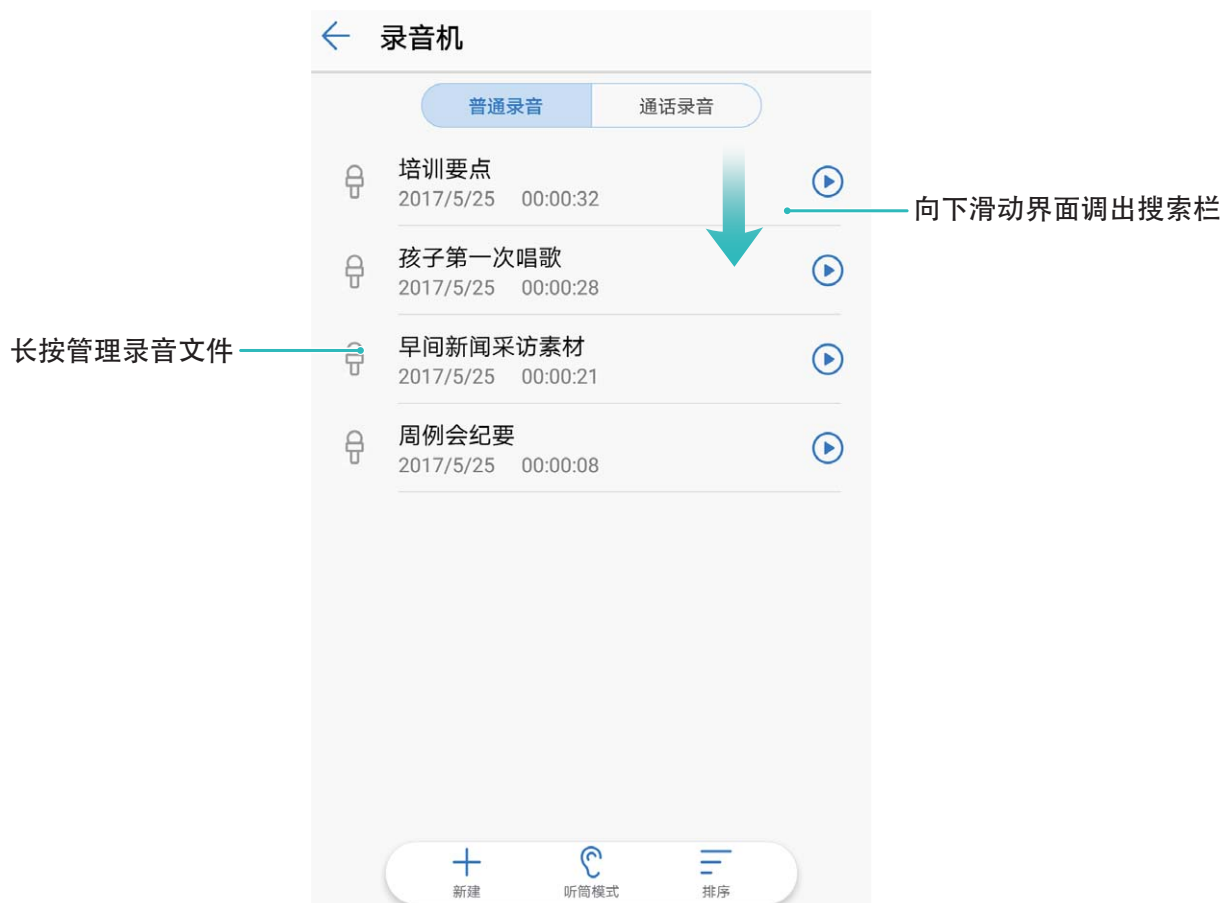 录音机
普通录音 通话录音
培训要点
2017/5/25 00:00:32
向下滑动界面调出搜索栏
孩子第一次唱歌
2017/5/25 00:00:28
长按管理录音文件
早间新闻采访素材
2017/5/25 00:00:21
周例会纪要
2017/5/25 00:00:08
新建 听筒模式 排序